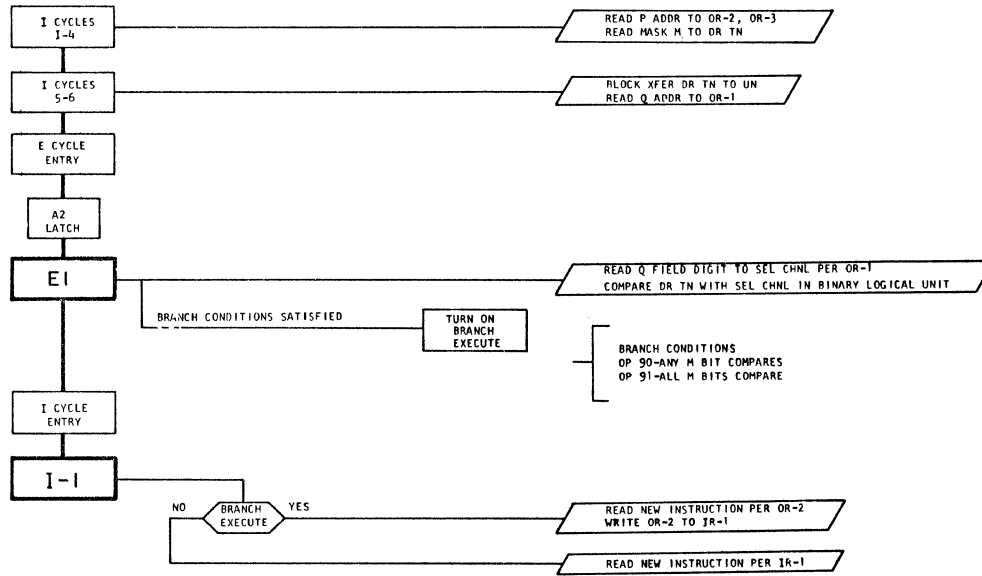 I CYCLES
I-4
READ P ADDR TO OR-2, OR-3
READ MASK M TO DR TN
I CYCLES
5-6
BLOCK XFER DR TN TO UN
READ Q ADDR TO OR-1
E CYCLE
ENTRY
A2
LATCH
E1
READ Q FIELD DIGIT TO SEL CHNL PER OR-1
COMPARE DR TN WITH SEL CHNL IN BINARY LOGICAL UNIT
BRANCH CONDITIONS SATISFIED
TURN ON
BRANCH
EXECUTE
BRANCH CONDITIONS
OP 90-ANY M BIT COMPARES
OP 91-ALL M BITS COMPARE
I CYCLE
ENTRY
I-1
NO
BRANCH
EXECUTE
YES
READ NEW INSTRUCTION PER OR-2
WRITE OR-2 TO IR-1
READ NEW INSTRUCTION PER IR-1